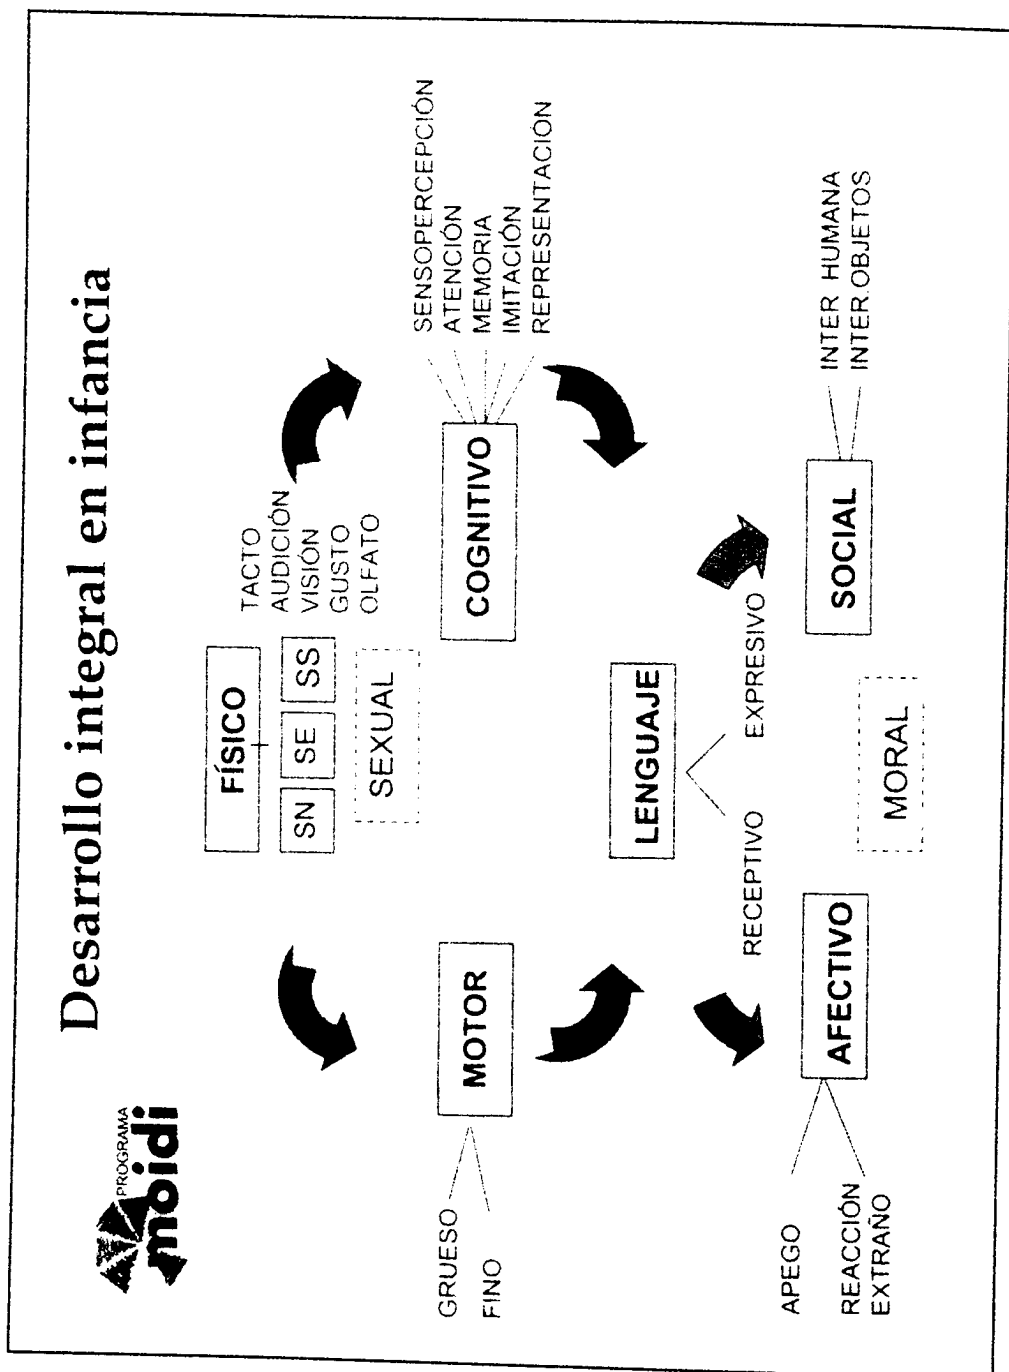 PROGRAMA
moidi
Desarrollo integral en infancia
FÍSICO
SN
SE
SS
TACTO
AUDICIÓN
VISIÓN
GUSTO
OLFATO
SEXUAL
MOTOR
GRUESO
FINO
COGNITIVO
SENSOPERCEPCIÓN
ATENCIÓN
MEMORIA
IMITACIÓN
REPRESENTACIÓN
LENGUAJE
RECEPTIVO
EXPRESIVO
AFECTIVO
APEGO
REACCIÓN
EXTRAÑO
MORAL
SOCIAL
INTER HUMANA
INTER.OBJETOS